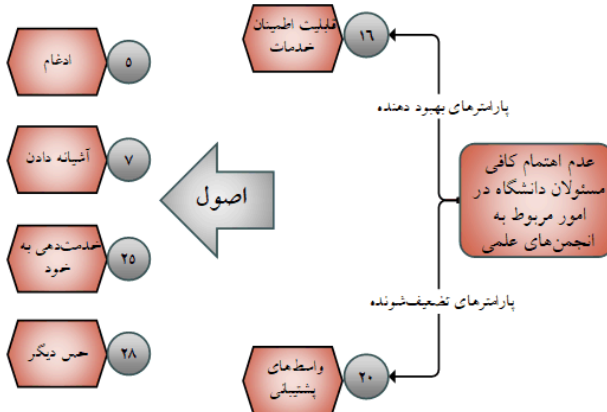 عدم اهتمام کافی
مسئولان دانشگاه در
امور مربوط به
انجمن‌های علمی
پارامترهای بهبود دهنده
۱۶
قابلیت اطمینان
خدمات
پارامترهای تضعیف‌شونده
۲۰
واسط‌های
پشتیبانی
اصول
۵
ادغام
۷
آشیانه دادن
۲۵
خدمت‌دهی به
خود
۲۸
حس دیگر